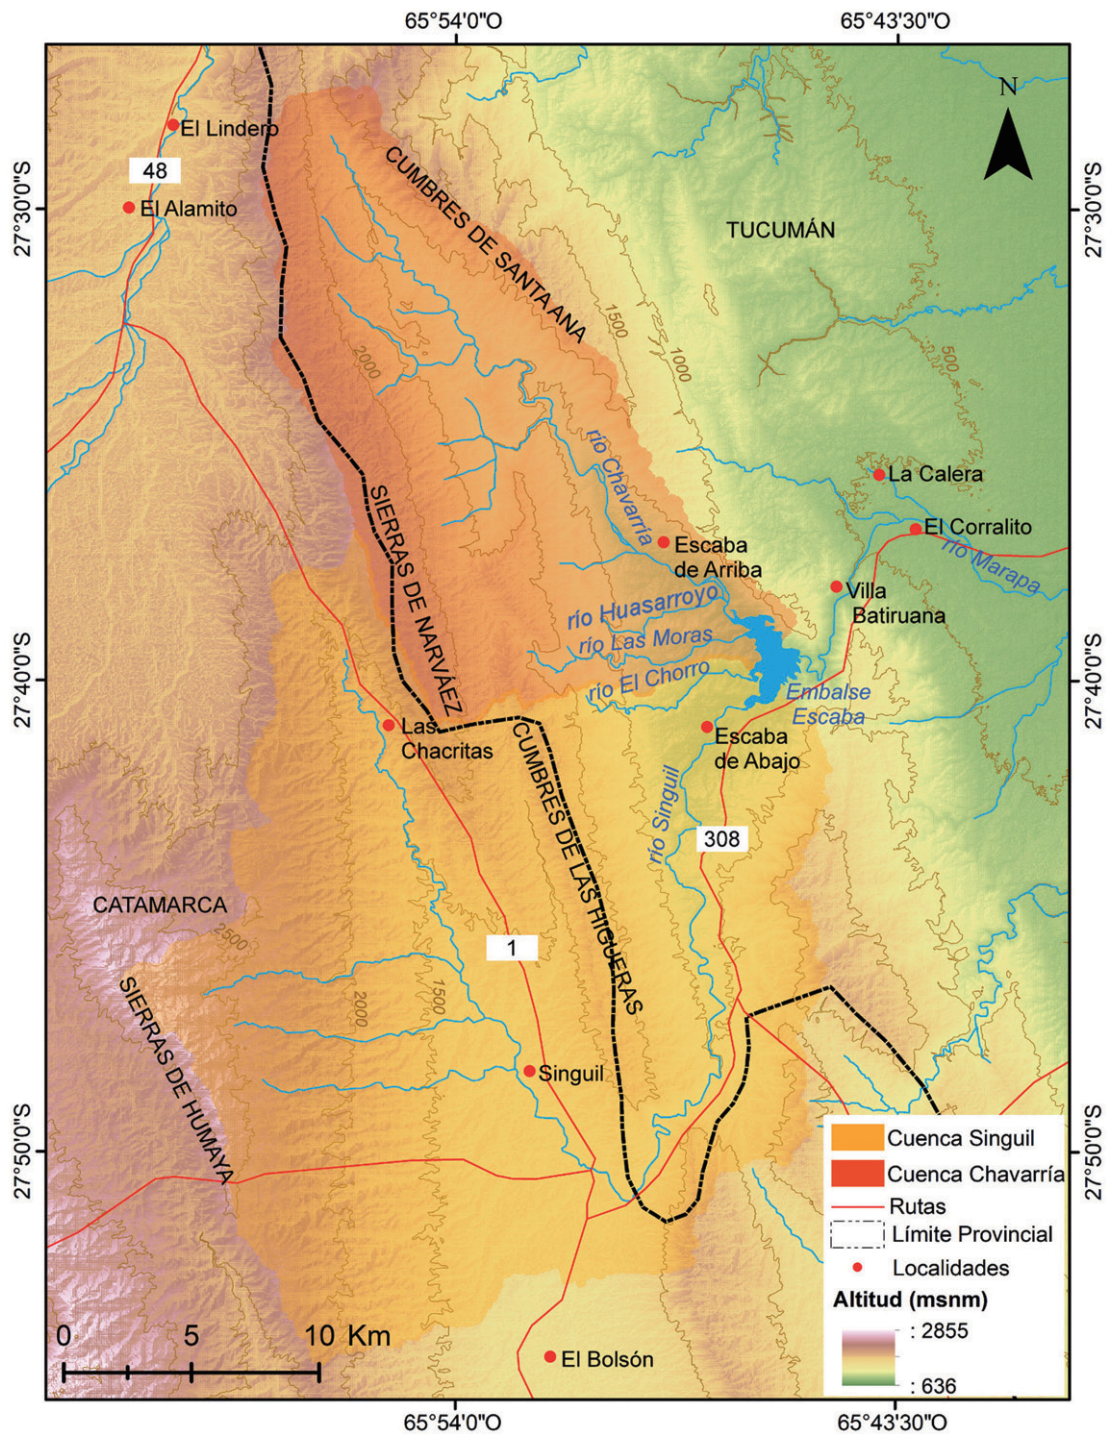 65°54'0"O
65°43'30"O
N
El Lindero
48
27°30'0"S
El Alamito
27°30'0"S
CUMBRES DE SANTA ANA
TUCUMÁN
1500
2000
1000
500
río Chavarría
La Calera
SIERRAS DE NARVÁEZ
El Corralito
río Marapa
Escaba
de Arriba
río Huasarroyo
Villa
Batiruana
río Las Moras
27°40'0"S
río El Chorro
27°40'0"S
Embalse
Escaba
Las
Chacritas
CUMBRES DE LAS HIGUERAS
Escaba
de Abajo
río Singuil
308
CATAMARCA
2500
1
SIERRAS DE HUMAYA
2000
1500
Singuil
27°50'0"S
27°50'0"S
Cuenca Singuil
Cuenca Chavarría
Rutas
Límite Provincial
Localidades
Altitud (msnm)
: 2855
: 636
0 5 10 Km
El Bolsón
65°54'0"O
65°43'30"O